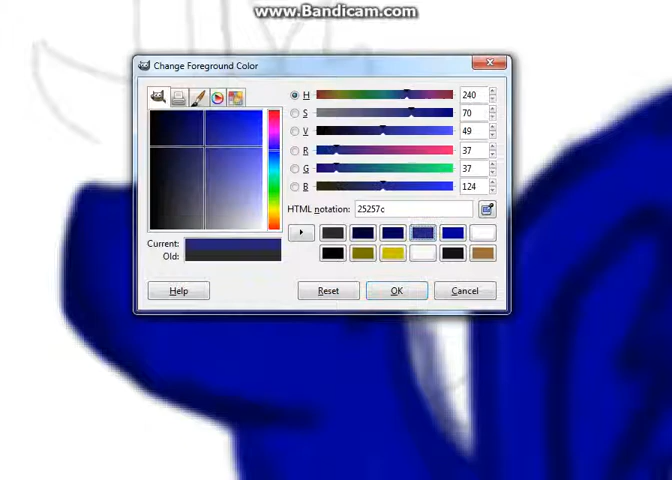 www.Bandicam.com
Change Foreground Color
H 240
S 70
V 49
R 37
G 37
B 124
HTML notation: 25257c
Current:
Old:
Help Reset OK Cancel